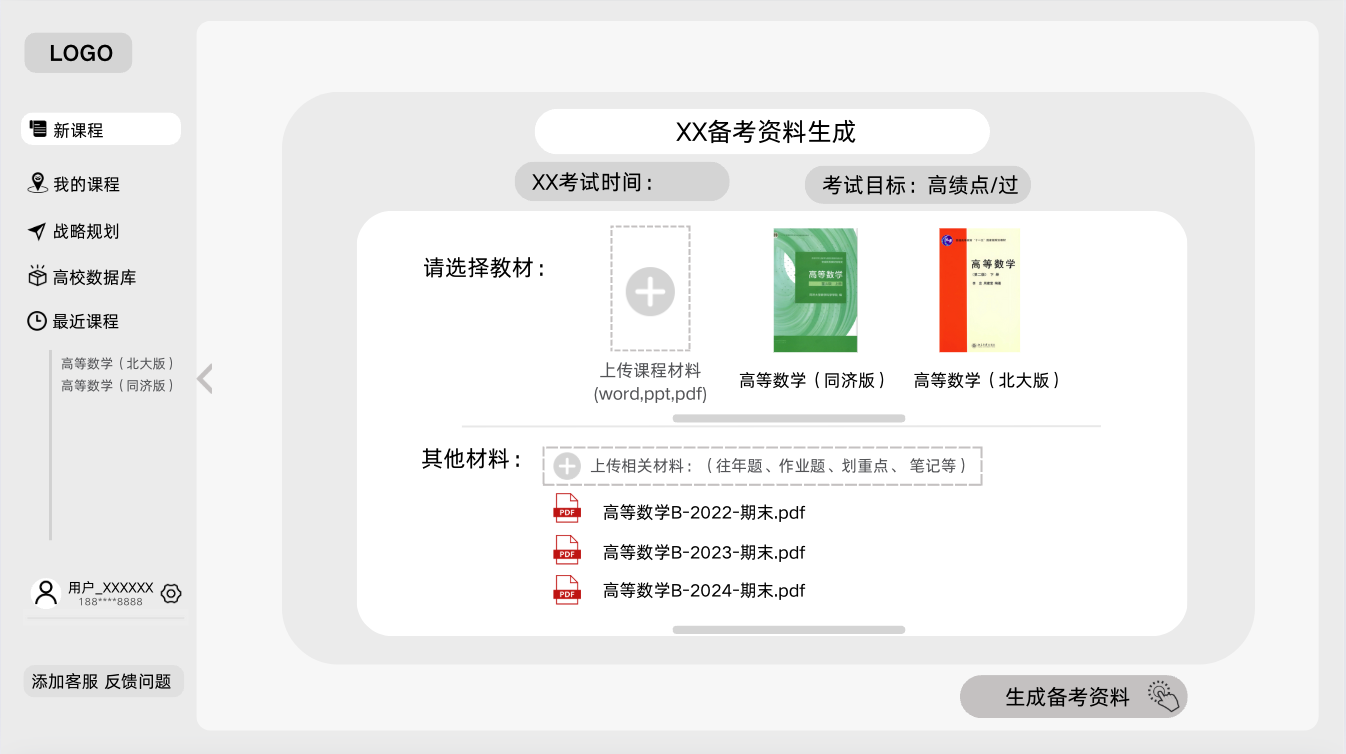 LOGO
新课程
我的课程
战略规划
高校数据库
最近课程
高等数学（北大版）
高等数学（同济版）
用户_XXXXXX
188****8888
添加客服 反馈问题
XX备考资料生成
XX考试时间：
考试目标：高绩点/过
请选择教材：
上传课程材料
(word,ppt,pdf)
高等数学
高等数学（同济版）
高等数学
高等数学（北大版）
其他材料：
上传相关材料：（往年题、作业题、划重点、 笔记等）
PDF
高等数学B-2022-期末.pdf
PDF
高等数学B-2023-期末.pdf
PDF
高等数学B-2024-期末.pdf
生成备考资料